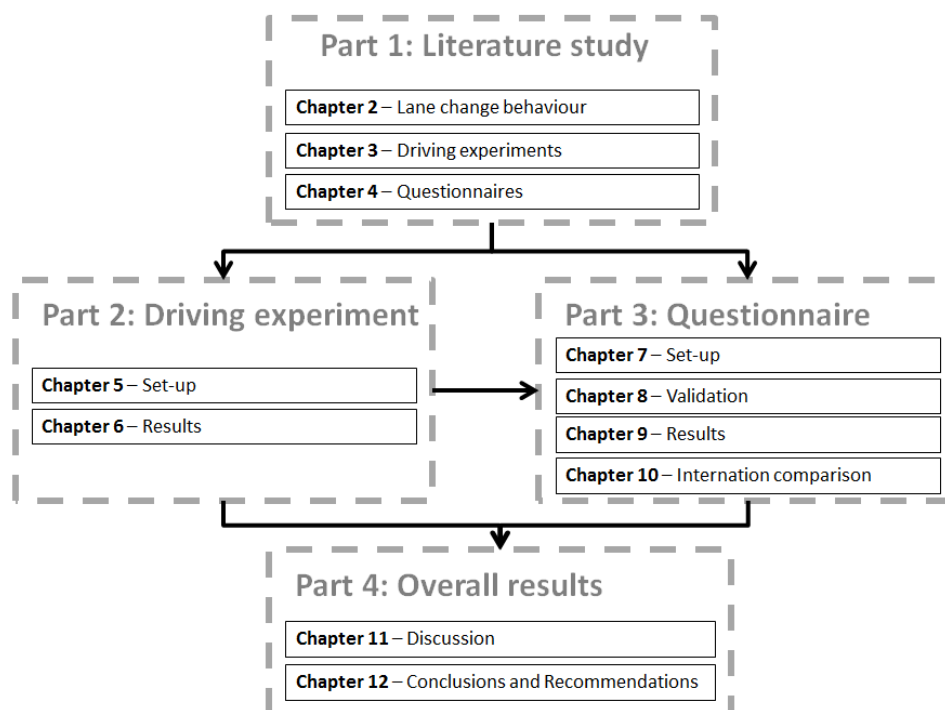 Part 1: Literature study
Chapter 2 – Lane change behaviour
Chapter 3 – Driving experiments
Chapter 4 – Questionnaires
Part 2: Driving experiment
Chapter 5 – Set-up
Chapter 6 – Results
Part 3: Questionnaire
Chapter 7 – Set-up
Chapter 8 – Validation
Chapter 9 – Results
Chapter 10 – Internation comparison
Part 4: Overall results
Chapter 11 – Discussion
Chapter 12 – Conclusions and Recommendations